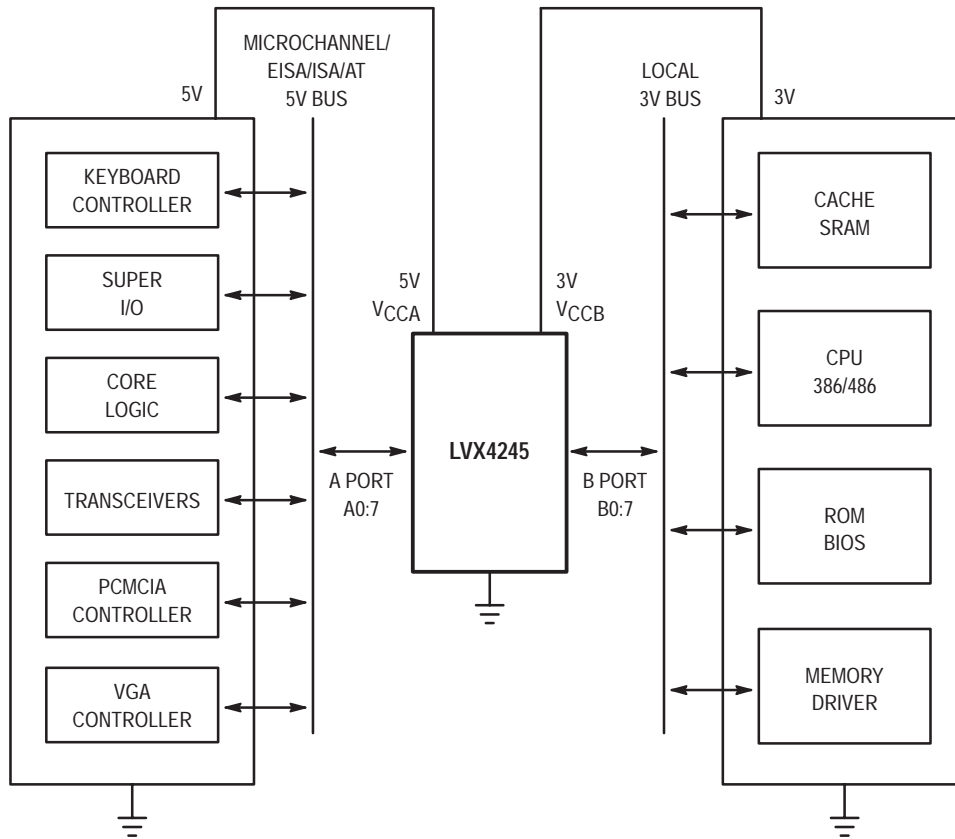 MICROCHANNEL/
EISA/ISA/AT
5V BUS
5V
LOCAL
3V BUS
3V
KEYBOARD
CONTROLLER
SUPER
I/O
CORE
LOGIC
TRANSCEIVERS
PCMCIA
CONTROLLER
VGA
CONTROLLER
5V
VCCA
3V
VCCB
LVX4245
A PORT
A0:7
B PORT
B0:7
CACHE
SRAM
CPU
386/486
ROM
BIOS
MEMORY
DRIVER